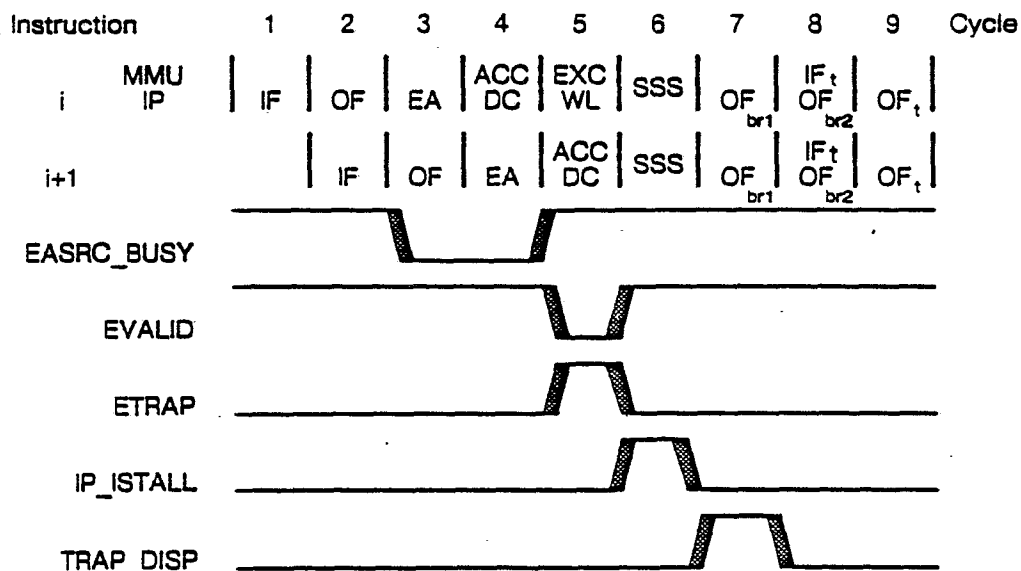 Instruction 1 2 3 4 5 6 7 8 9 Cycle
MMU ACC EXC IFt
i IP IF OF EA DC WL SSS OFbr1 OFbr2 OFt
ACC IFt
i+1 IF OF EA DC SSS OFbr1 OFbr2 OFt
EASRC_BUSY
EVALID
ETRAP
IP_ISTALL
TRAP DISP